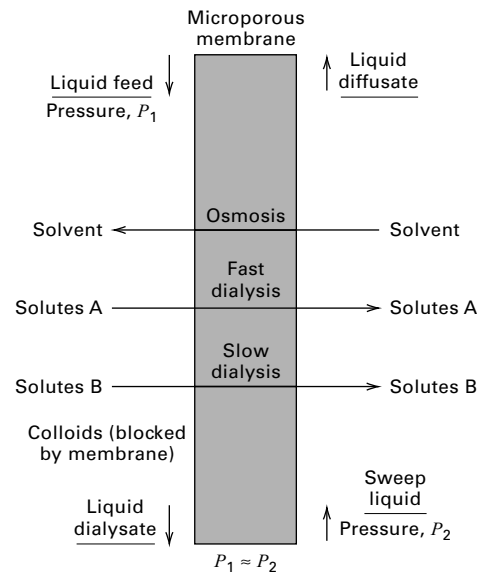 Microporous
membrane
Liquid feed
Pressure, P1
Liquid
diffusate
Osmosis
Solvent
Solvent
Fast
dialysis
Solutes A
Solutes A
Slow
dialysis
Solutes B
Solutes B
Colloids (blocked
by membrane)
Liquid
dialysate
Sweep
liquid
Pressure, P2
P1 ≈ P2